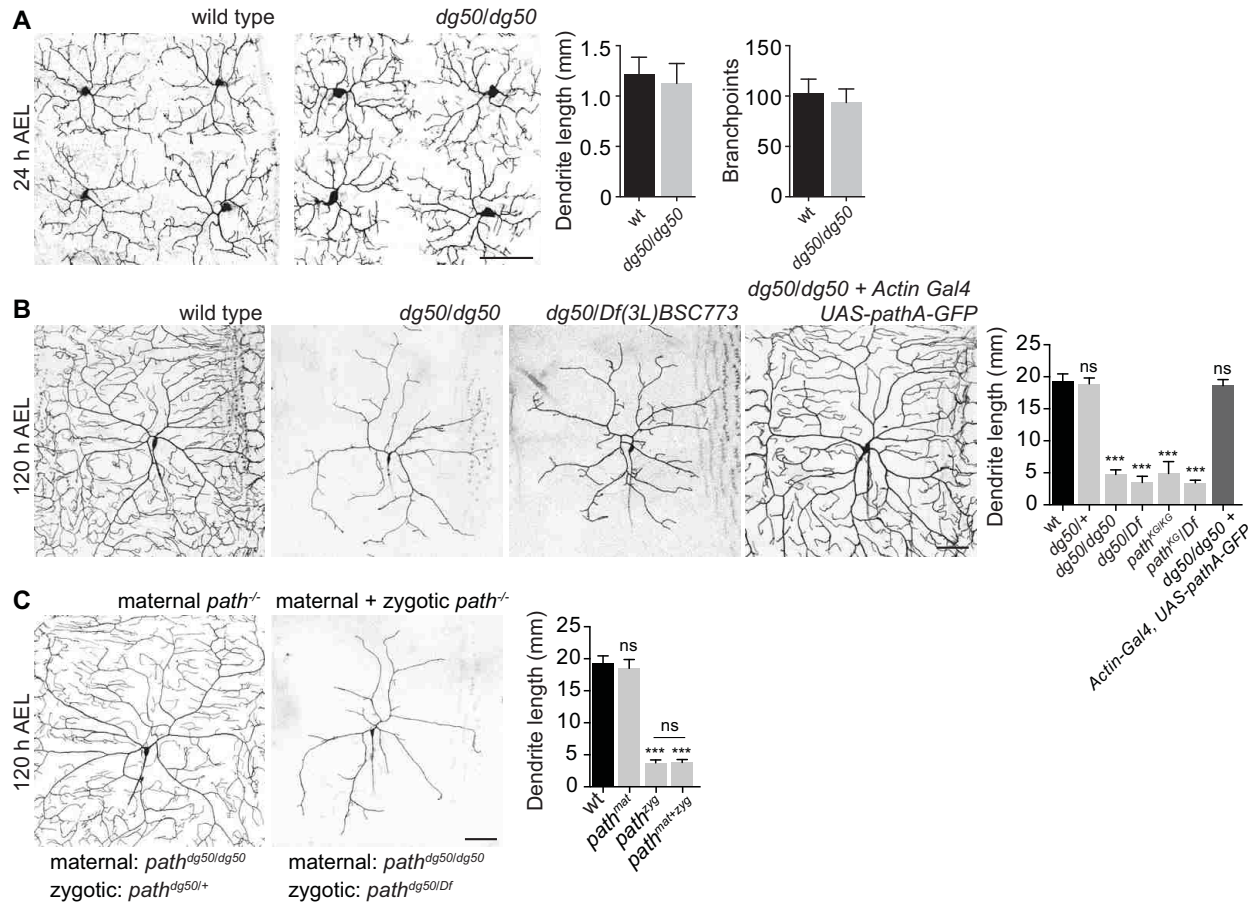 A
wild type
dg50/dg50
24 h AEL
Dendrite length (mm)
1.5
1.0
0.5
0
wt
dg50/dg50
Branchpoints
150
100
50
0
wt
dg50/dg50
B
wild type
dg50/dg50
dg50/Df(3L)BSC773
dg50/dg50 + Actin Gal4
UAS-pathA-GFP
120 h AEL
Dendrite length (mm)
25
20
15
10
5
0
ns
***
***
***
***
ns
wt
dg50/+
dg50/dg50
dg50/Df
path^KG/KG
path^KG/Df
dg50/dg50 +
Actin-Gal4, UAS-pathA-GFP
C
maternal path^-/-
maternal + zygotic path^-/-
120 h AEL
maternal: path^dg50/dg50
zygotic: path^dg50/+
maternal: path^dg50/dg50
zygotic: path^dg50/Df
Dendrite length (mm)
25
20
15
10
5
0
ns
ns
***
***
wt
path^mat
path^zyg
path^mat+zyg